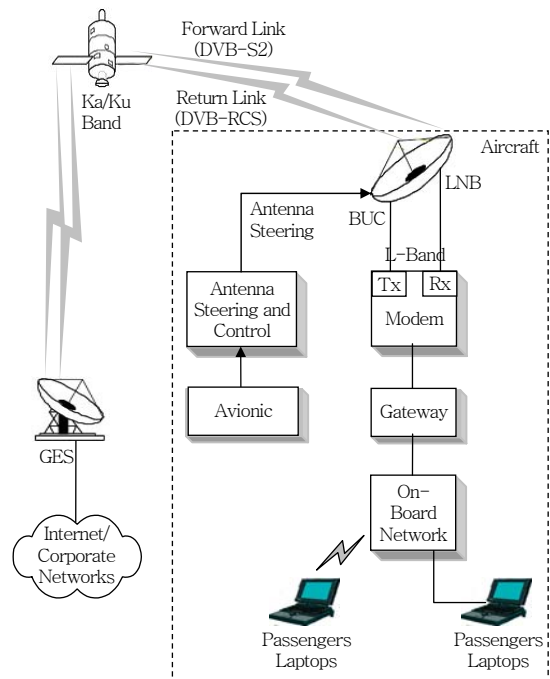 Forward Link
(DVB-S2)
Ka/Ku
Band
Return Link
(DVB-RCS)
Aircraft
LNB
BUC
Antenna
Steering
L-Band
Tx
Rx
Modem
Antenna
Steering and
Control
Avionic
Gateway
GES
On-
Board
Network
Internet/
Corporate
Networks
Passengers
Laptops
Passengers
Laptops